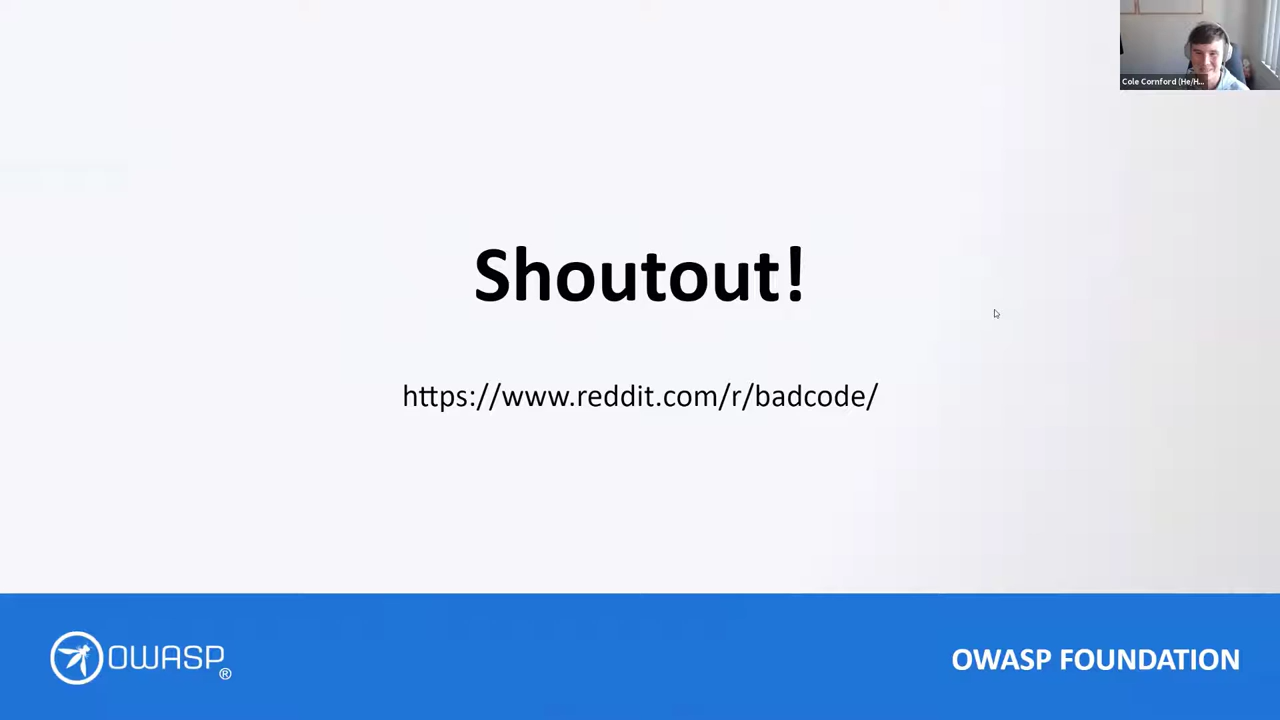 Cole Cornford (He/H...
Shoutout!
https://www.reddit.com/r/badcode/
OWASP®
OWASP FOUNDATION